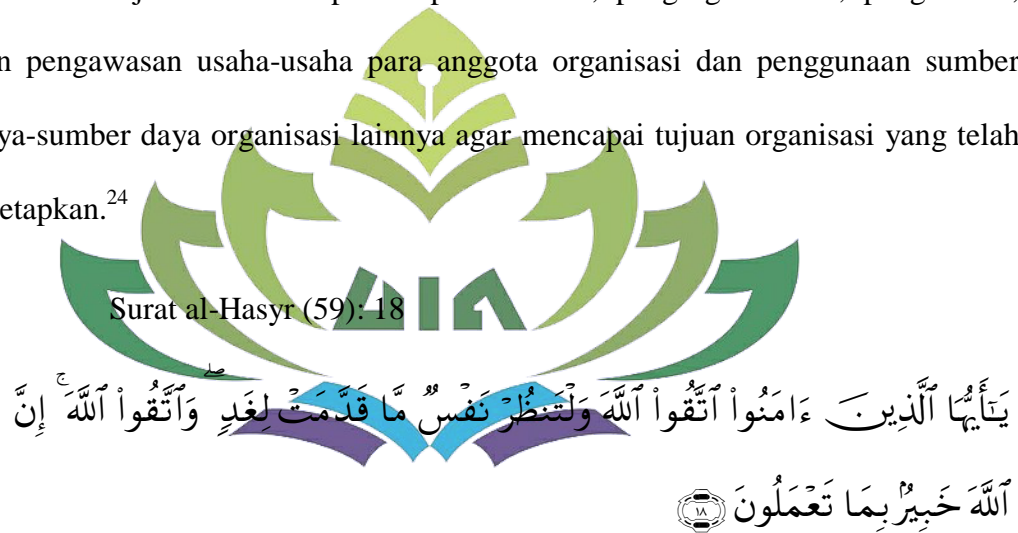 n pengawasan usaha-usaha para anggota organisasi dan penggunaan sumber
ya-sumber daya organisasi lainnya agar mencapai tujuan organisasi yang telah
etapkan.24
Surat al-Hasyr (59): 18
يَـٰٓأَيُّهَا ٱلَّذِينَ ءَامَنُوا۟ ٱتَّقُوا۟ ٱللَّهَ وَلْتَنظُرْ نَفْسٌ مَّا قَدَّمَتْ لِغَدٍ ۖ وَٱتَّقُوا۟ ٱللَّهَ ۚ إِنَّ
ٱللَّهَ خَبِيرٌۢ بِمَا تَعْمَلُونَ ١٨